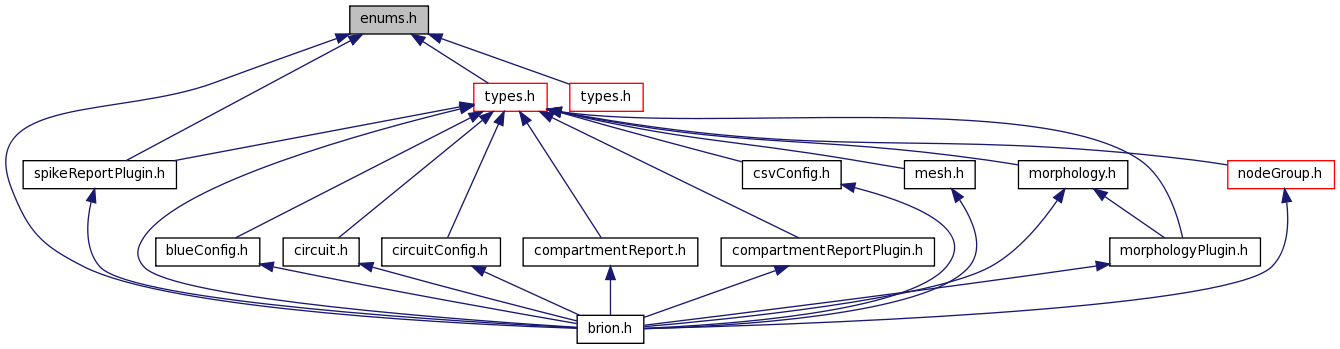 enums.h
types.h
types.h
spikeReportPlugin.h
csvConfig.h
mesh.h
morphology.h
nodeGroup.h
blueConfig.h
circuit.h
circuitConfig.h
compartmentReport.h
compartmentReportPlugin.h
morphologyPlugin.h
brion.h